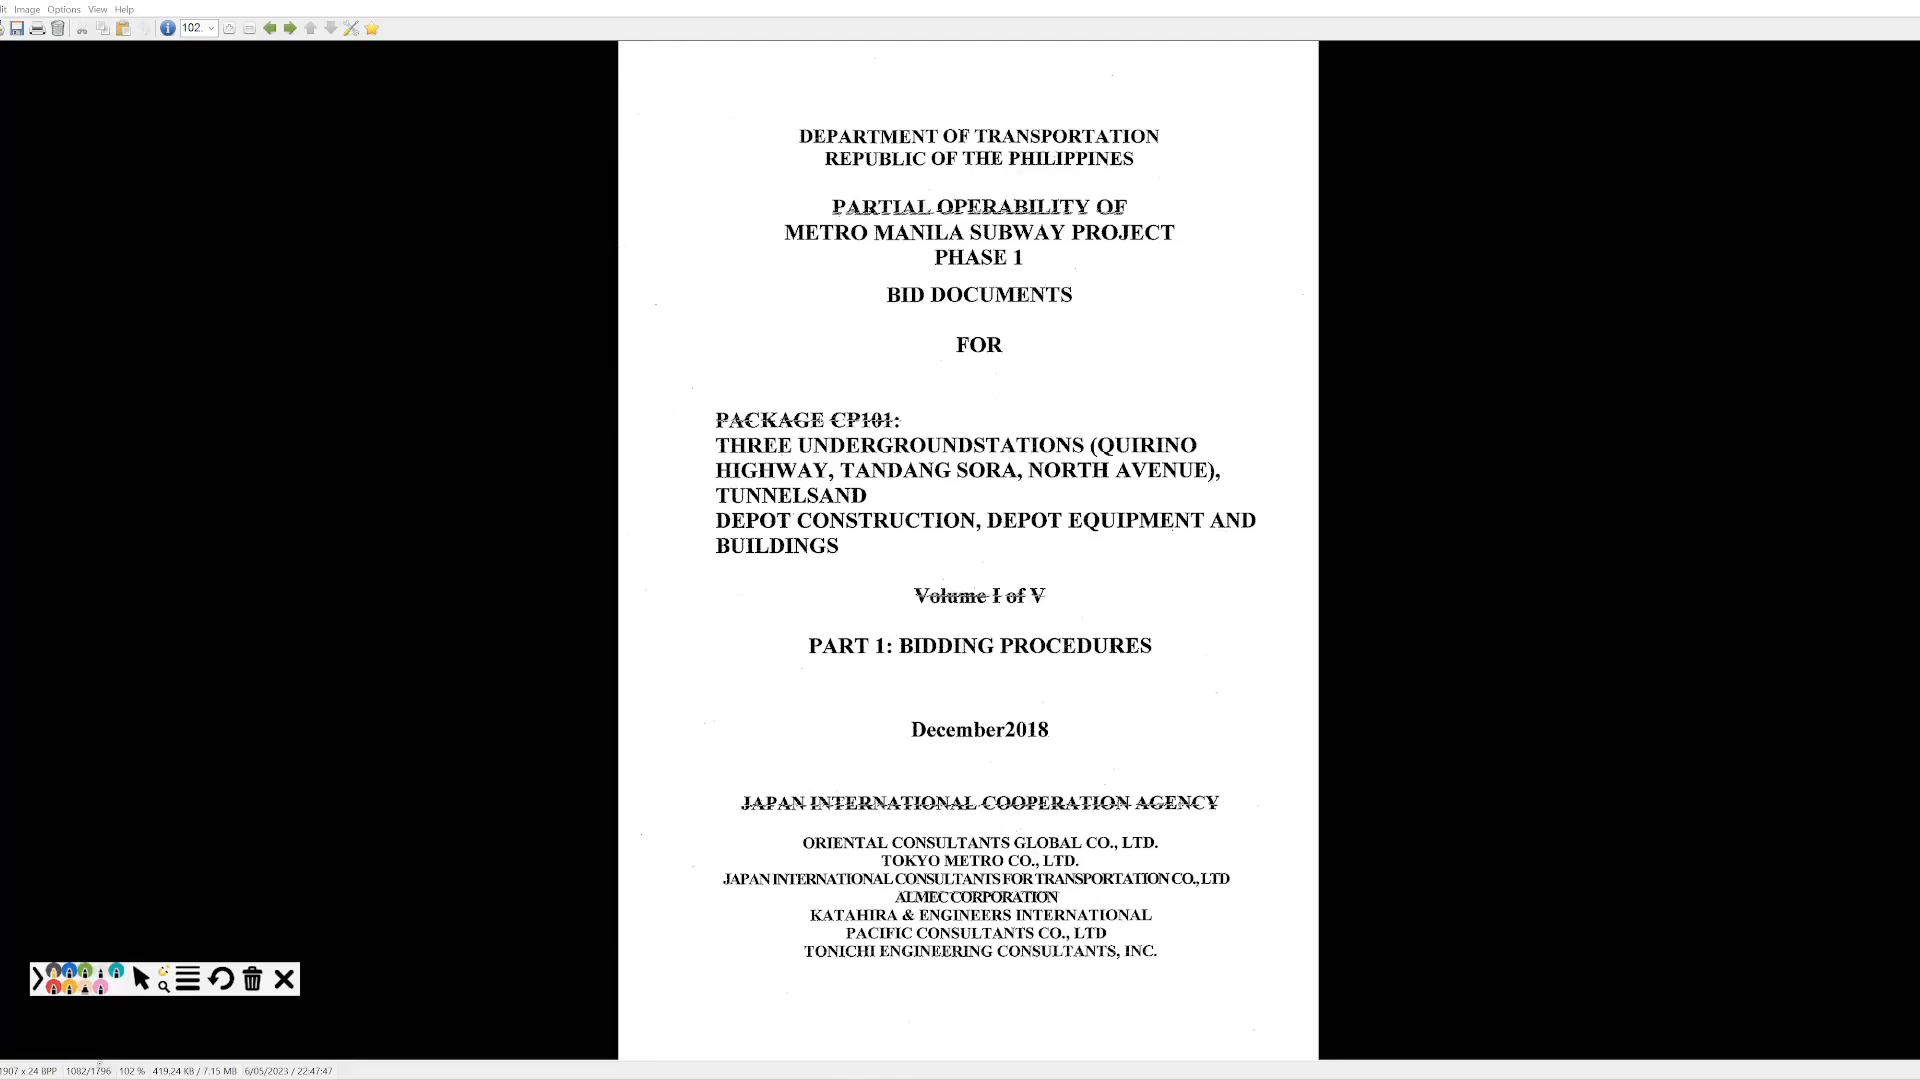 it Image Options View Help
102.
DEPARTMENT OF TRANSPORTATION
REPUBLIC OF THE PHILIPPINES
PARTIAL OPERABILITY OF
METRO MANILA SUBWAY PROJECT
PHASE 1
BID DOCUMENTS
FOR
PACKAGE CP101:
THREE UNDERGROUNDSTATIONS (QUIRINO
HIGHWAY, TANDANG SORA, NORTH AVENUE),
TUNNELSAND
DEPOT CONSTRUCTION, DEPOT EQUIPMENT AND
BUILDINGS
Volume I of V
PART 1: BIDDING PROCEDURES
December2018
JAPAN INTERNATIONAL COOPERATION AGENCY
ORIENTAL CONSULTANTS GLOBAL CO., LTD.
TOKYO METRO CO., LTD.
JAPAN INTERNATIONAL CONSULTANTS FOR TRANSPORTATION CO., LTD
ALMEC CORPORATION
KATAHIRA & ENGINEERS INTERNATIONAL
PACIFIC CONSULTANTS CO., LTD
TONICHI ENGINEERING CONSULTANTS, INC.
1907 x 24 BPP 1082/1796 102 % 419.24 KB / 7.15 MB 6/05/2023 / 22:47:47